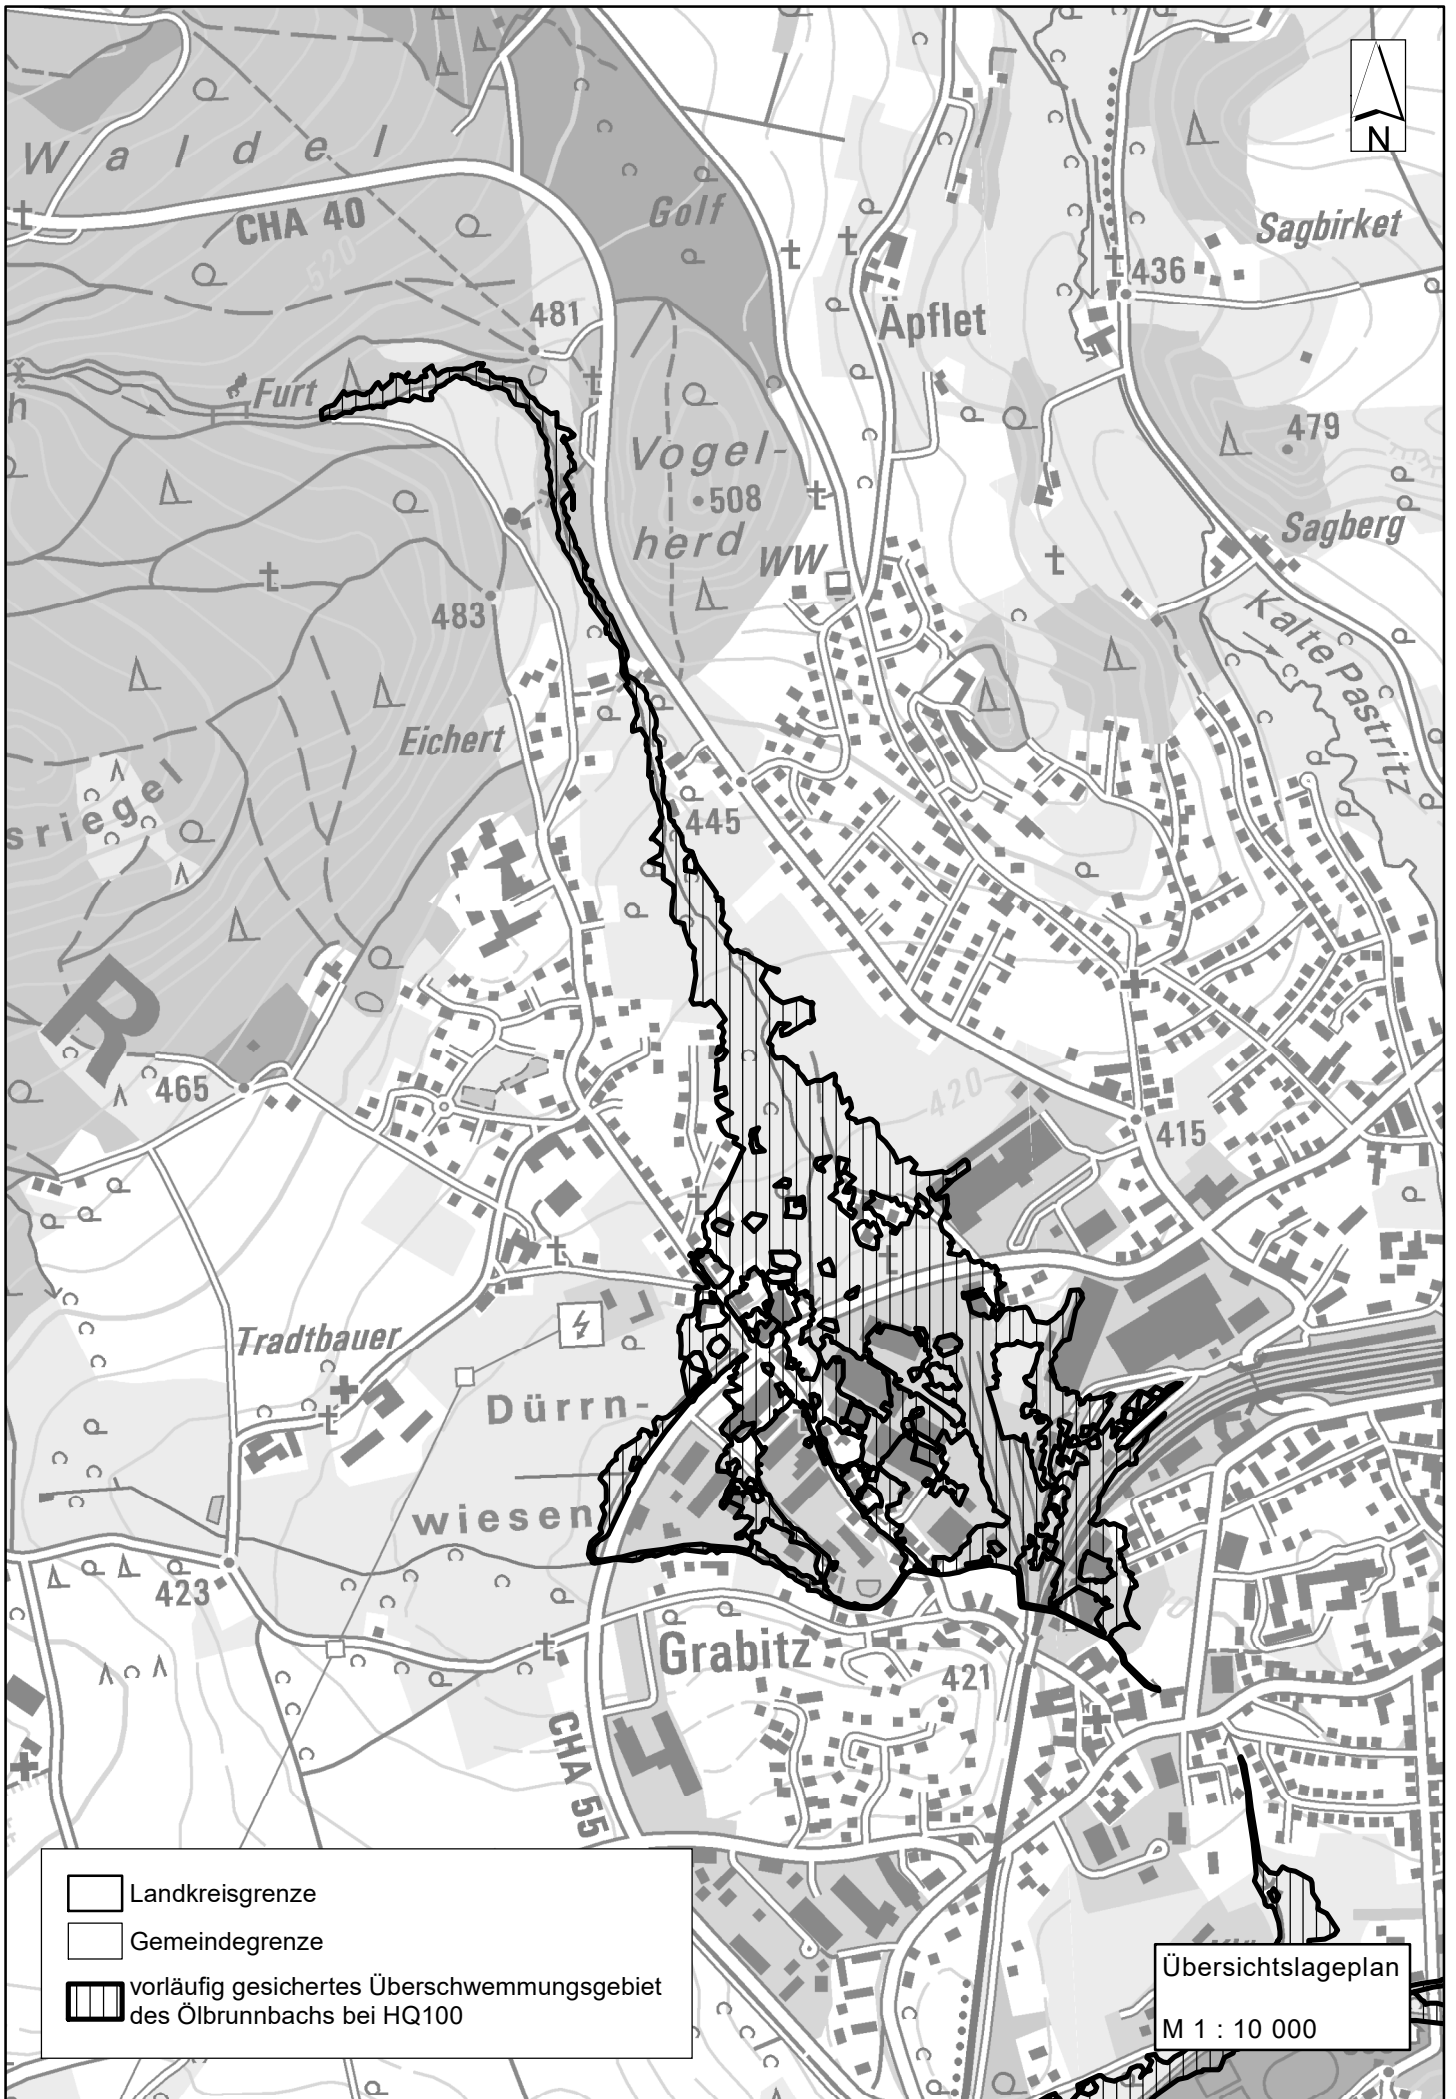 N
Waldel
CHA 40
520
Golf
Sagbirket
436
481
Äpflet
Furt
h
Vogel-
herd
508
479
Sagberg
WW
483
Kalte Pastritz
Eichert
sriegel
445
R
465
420
415
Tradtbauer
Dürrn-
wiesen
423
Grabitz
421
CHA 55
Landkreisgrenze
Gemeindegrenze
vorläufig gesichertes Überschwemmungsgebiet
des Ölbrunnbachs bei HQ100
Übersichtslageplan
M 1 : 10 000